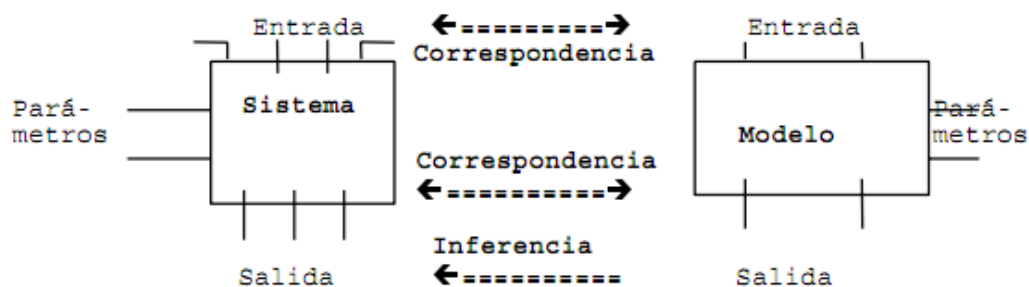 Entrada
Correspondencia
Entrada
Pará-
metros
Sistema
Modelo
Pará-
metros
Correspondencia
Inferencia
Salida
Salida